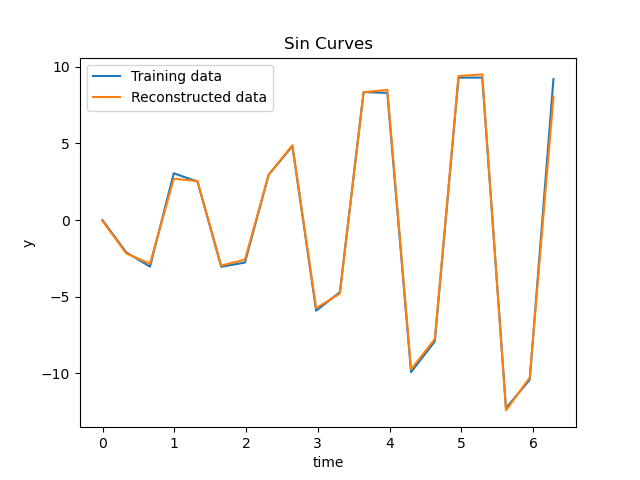 Sin Curves
Training data
Reconstructed data
10
5
0
−5
−10
y
0 1 2 3 4 5 6
time